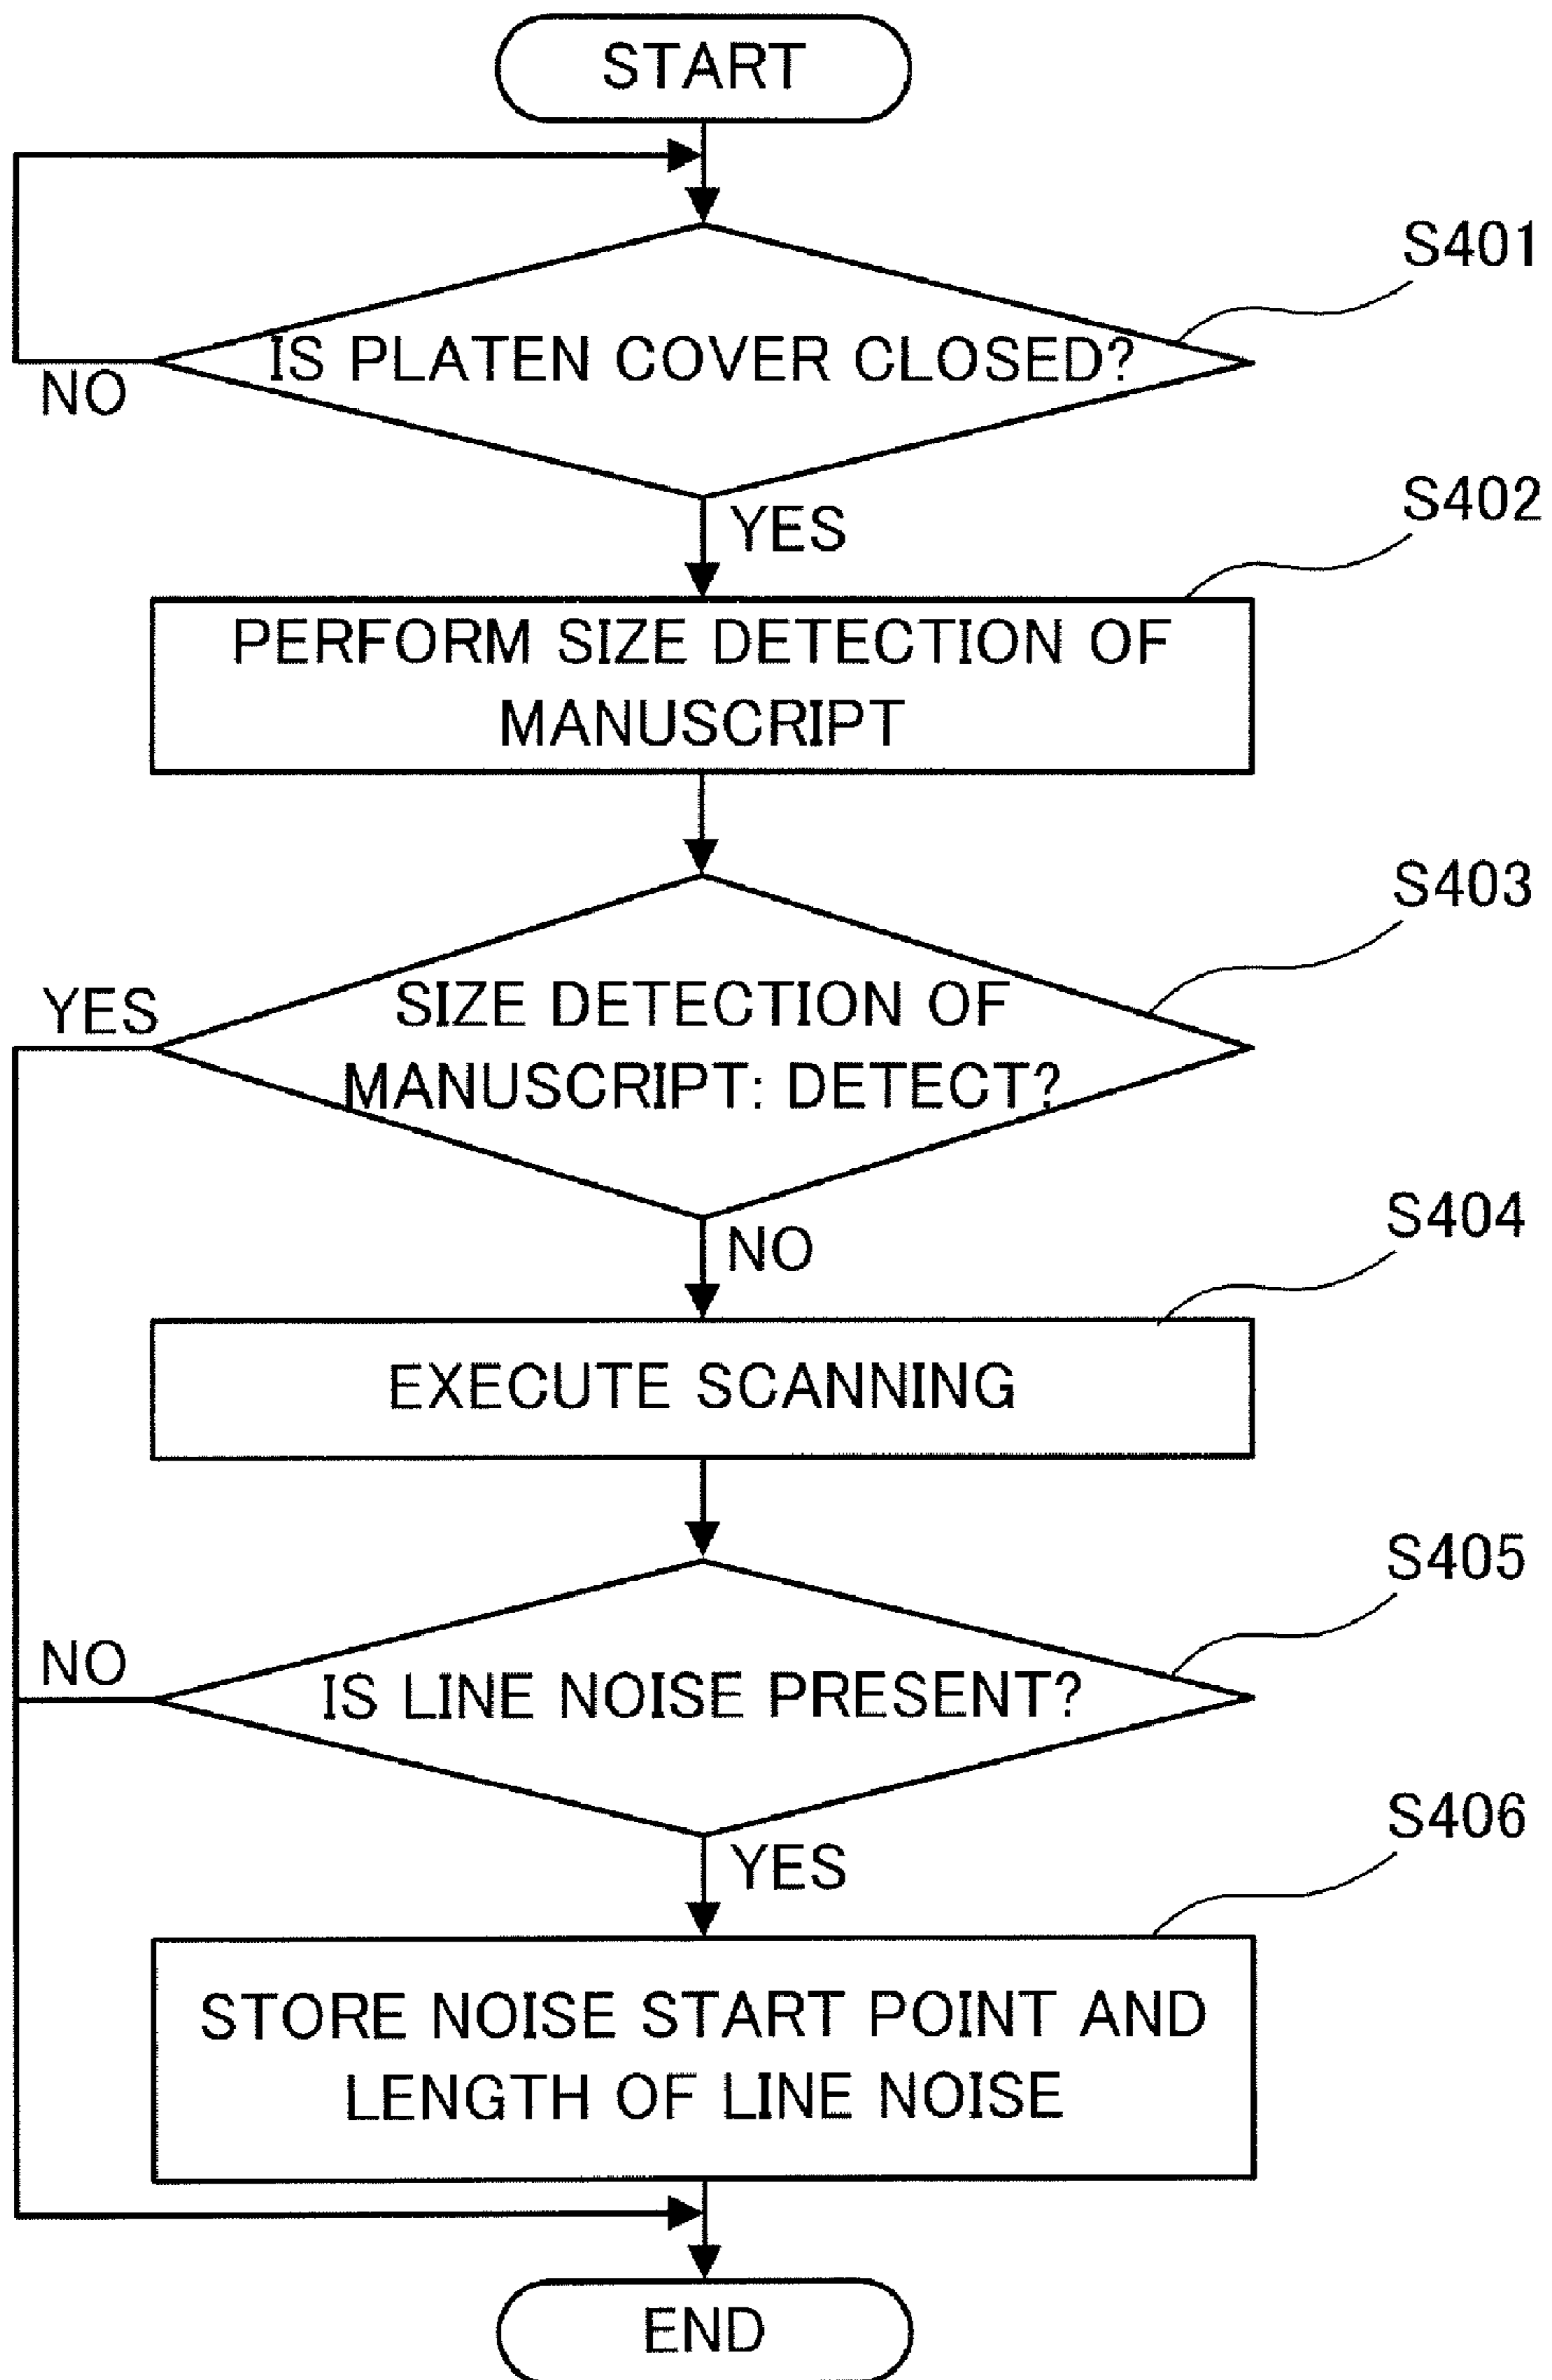 START
S401
IS PLATEN COVER CLOSED?
NO
YES
S402
PERFORM SIZE DETECTION OF
MANUSCRIPT
S403
YES
SIZE DETECTION OF
MANUSCRIPT: DETECT?
NO
S404
EXECUTE SCANNING
S405
NO
IS LINE NOISE PRESENT?
YES
S406
STORE NOISE START POINT AND
LENGTH OF LINE NOISE
END